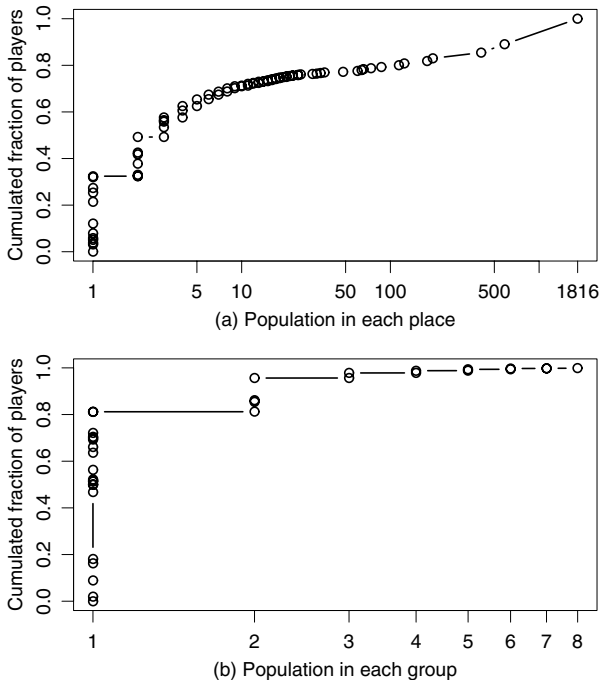 Cumulated fraction of players
1.0
0.8
0.6
0.4
0.2
0.0
1 5 10 50 100 500 1816
(a) Population in each place
Cumulated fraction of players
1.0
0.8
0.6
0.4
0.2
0.0
1 2 3 4 5 6 7 8
(b) Population in each group